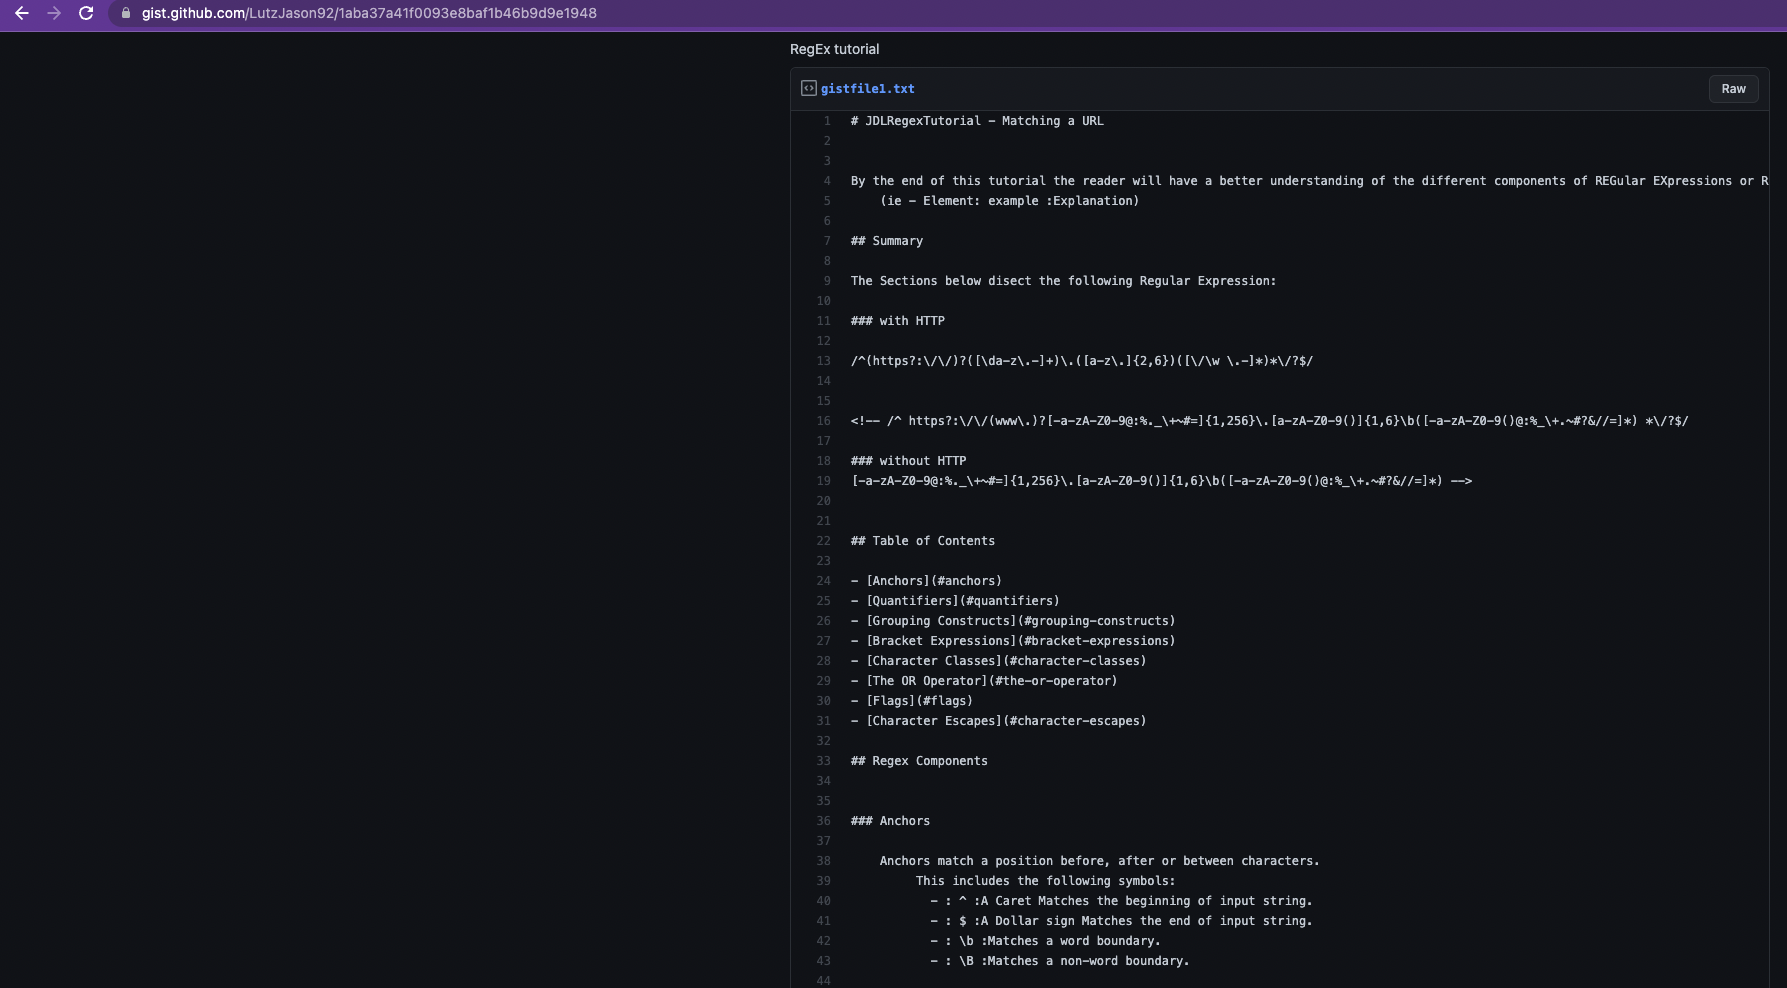 gist.github.com/LutzJason92/1aba37a41f0093e8baf1b46b9d9e1948
RegEx tutorial
gistfile1.txt
Raw
1 # JDLRegexTutorial - Matching a URL
2
3
4 By the end of this tutorial the reader will have a better understanding of the different components of REGular EXpressions or R
5 (ie - Element: example :Explanation)
6
7 ## Summary
8
9 The Sections below disect the following Regular Expression:
10
11 ### with HTTP
12
13 /^(https?:\/\/)?([\da-z\.-]+)\.([a-z\.]{2,6})([\/\w \.-]*)*\/?$/
14
15
16 <!-- /^ https?:\/\/(www\.)?[-a-zA-Z0-9@:%._\+~#=]{1,256}\.[a-zA-Z0-9()]{1,6}\b([-a-zA-Z0-9()@:%_\+.~#?&//=]*) *\/?$/
17
18 ### without HTTP
19 [-a-zA-Z0-9@:%._\+~#=]{1,256}\.[a-zA-Z0-9()]{1,6}\b([-a-zA-Z0-9()@:%_\+.~#?&//=]*) -->
20
21
22 ## Table of Contents
23
24 - [Anchors](#anchors)
25 - [Quantifiers](#quantifiers)
26 - [Grouping Constructs](#grouping-constructs)
27 - [Bracket Expressions](#bracket-expressions)
28 - [Character Classes](#character-classes)
29 - [The OR Operator](#the-or-operator)
30 - [Flags](#flags)
31 - [Character Escapes](#character-escapes)
32
33 ## Regex Components
34
35
36 ### Anchors
37
38 Anchors match a position before, after or between characters.
39 This includes the following symbols:
40 - : ^ :A Caret Matches the beginning of input string.
41 - : $ :A Dollar sign Matches the end of input string.
42 - : \b :Matches a word boundary.
43 - : \B :Matches a non-word boundary.
44